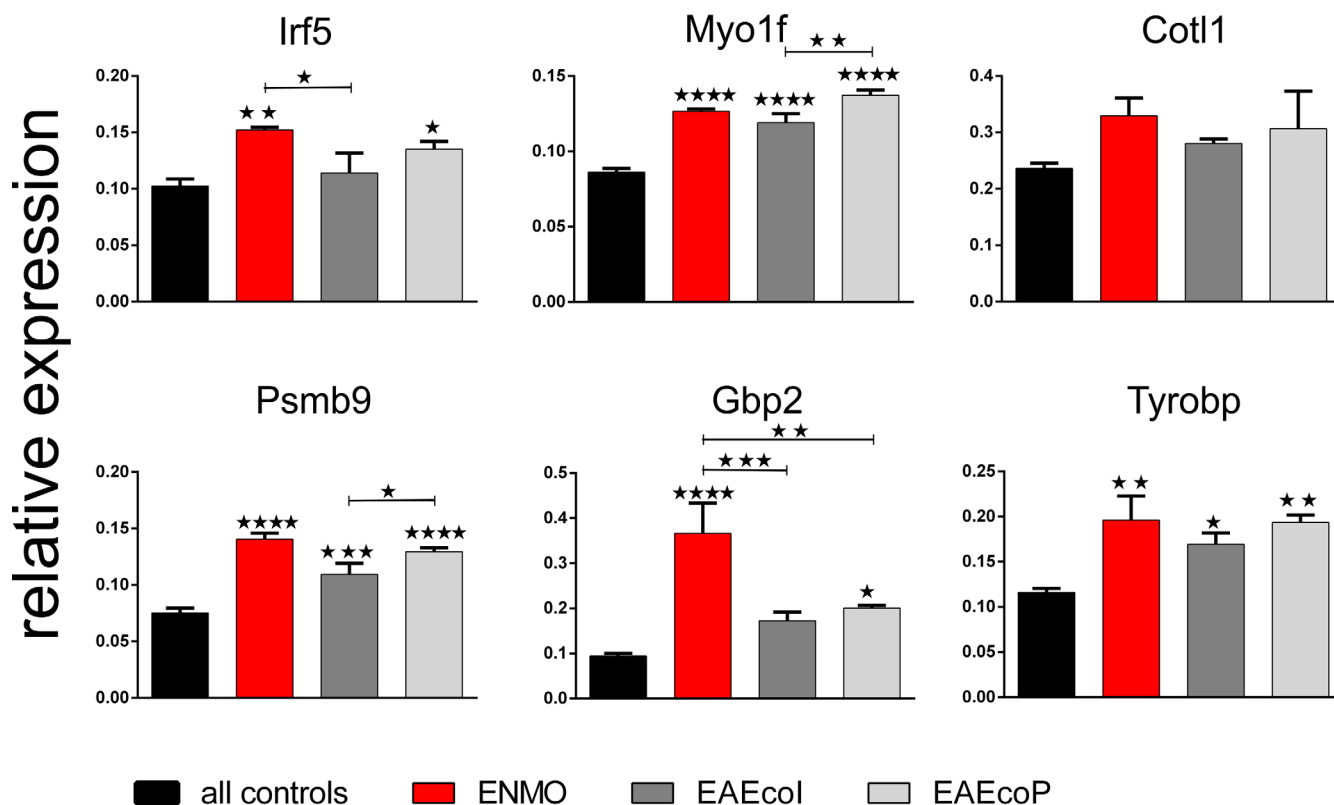 Irf5 Myo1f Cotl1
relative expression
★ ★★
0.20 0.15 0.4
★★ ★ ★★★★ ★★★★ ★★★★
0.15 0.10 0.3
0.10 0.2
0.05 0.05 0.1
0.00 0.00 0.0
Psmb9 Gbp2 Tyrobp
★★
★ ★★★
0.20 0.5 0.25
★★★★ ★★★ ★★★★ ★★★★ ★ ★★ ★ ★★
0.15 0.4 0.20
0.3 0.15
0.10 0.2 0.10
0.05 0.1 0.05
0.00 0.0 0.00
all controls ENMO EAEcoI EAEcoP